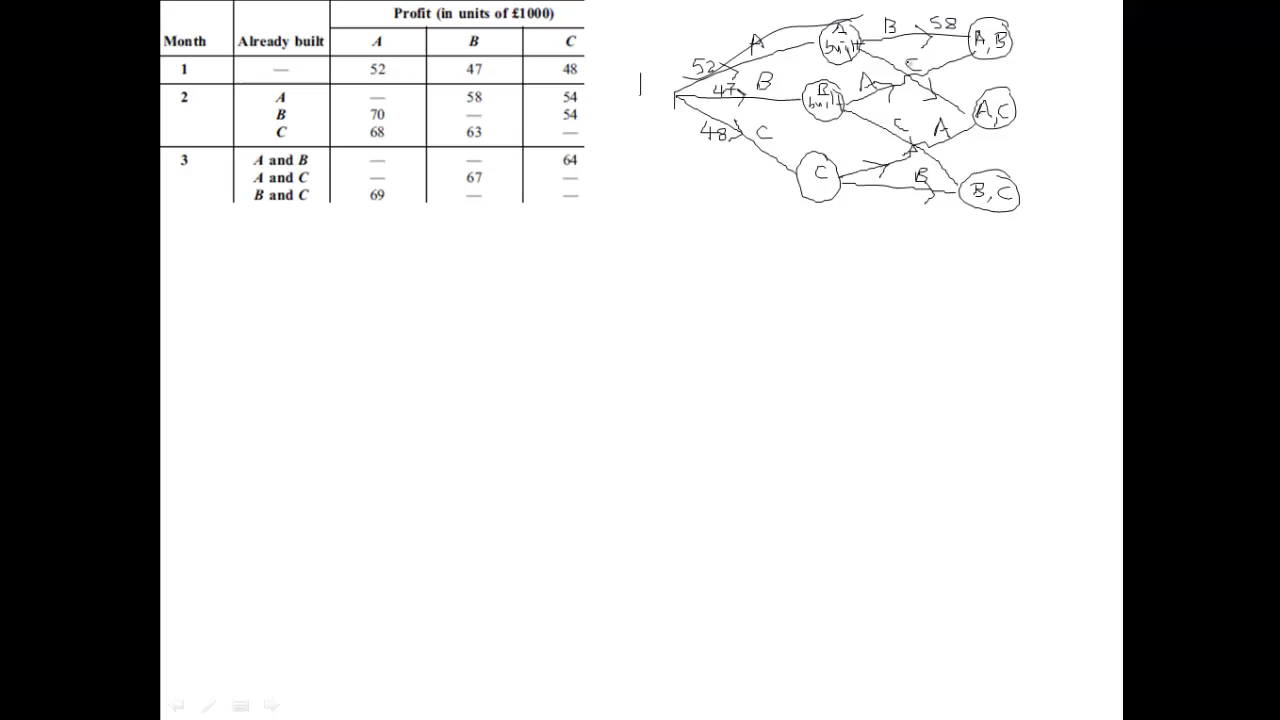 Profit (in units of £1000)
Month Already built A B C
1 — 52 47 48
2 A — 58 54
B 70 — 54
C 68 63 —
3 A and B — — 64
A and C — 67 —
B and C 69 — —
1
A
52
B
47
48
C
A
built
B
58
A, B
C
B
built
A
A, C
C
A
C
B
B, C